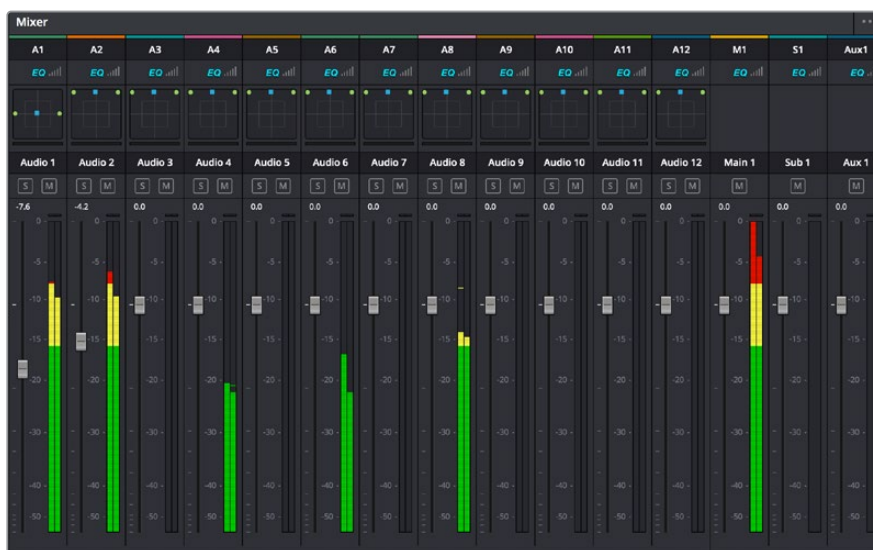 Mixer
A1 A2 A3 A4 A5 A6 A7 A8 A9 A10 A11 A12 M1 S1 Aux1
EQ EQ EQ EQ EQ EQ EQ EQ EQ EQ EQ EQ EQ EQ EQ
Audio 1 Audio 2 Audio 3 Audio 4 Audio 5 Audio 6 Audio 7 Audio 8 Audio 9 Audio 10 Audio 11 Audio 12 Main 1 Sub 1 Aux 1
S M S M S M S M S M S M S M S M S M S M S M S M M M M
-7.6 -4.2 0.0 0.0 0.0 0.0 0.0 0.0 0.0 0.0 0.0 0.0 0.0 0.0 0.0
0 0 0 0 0 0 0 0 0 0 0 0 0 0 0
-5 -5 -5 -5 -5 -5 -5 -5 -5 -5 -5 -5 -5 -5 -5
-10 -10 -10 -10 -10 -10 -10 -10 -10 -10 -10 -10 -10 -10 -10
-15 -15 -15 -15 -15 -15 -15 -15 -15 -15 -15 -15 -15 -15 -15
-20 -20 -20 -20 -20 -20 -20 -20 -20 -20 -20 -20 -20 -20 -20
-30 -30 -30 -30 -30 -30 -30 -30 -30 -30 -30 -30 -30 -30 -30
-40 -40 -40 -40 -40 -40 -40 -40 -40 -40 -40 -40 -40 -40 -40
-50 -50 -50 -50 -50 -50 -50 -50 -50 -50 -50 -50 -50 -50 -50